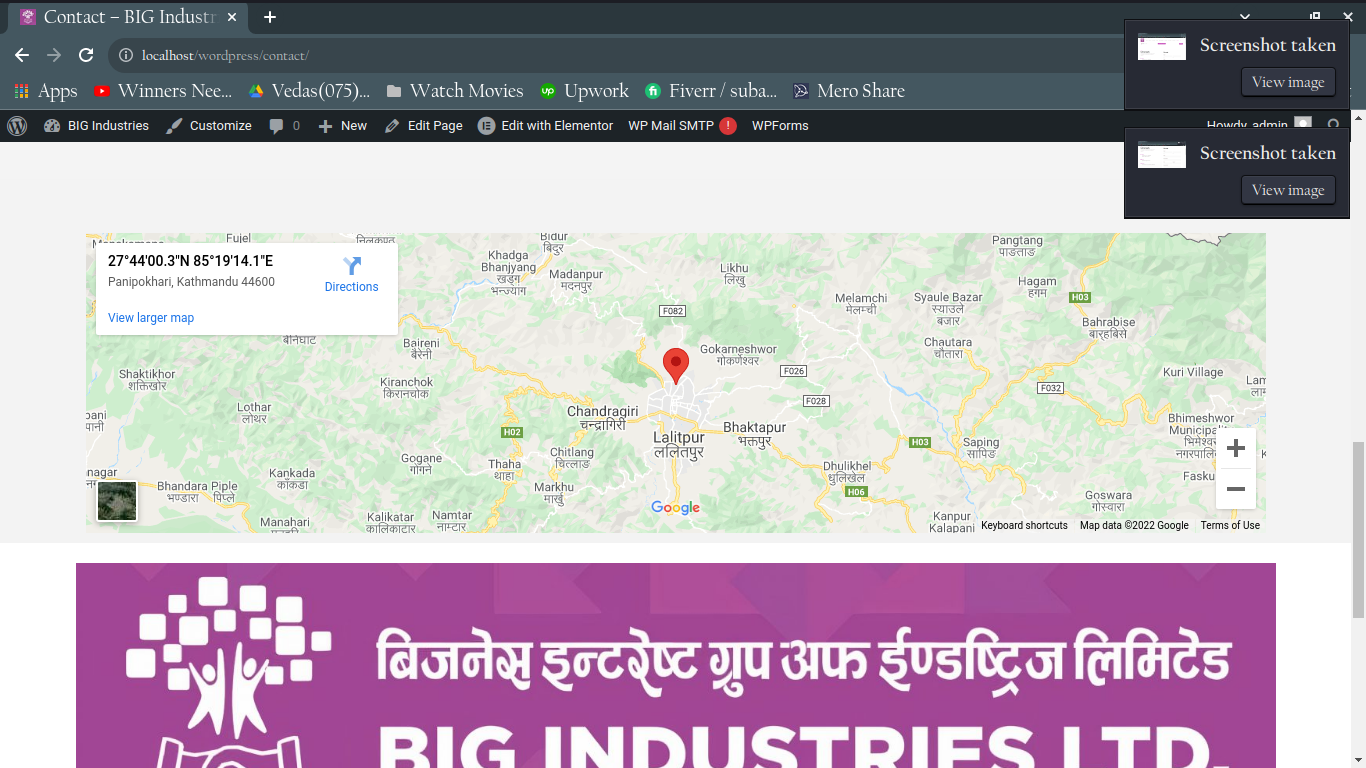 Contact – BIG Industr
Screenshot taken
View image
localhost/wordpress/contact/
Apps
Winners Nee...
Vedas(075)...
Watch Movies
Upwork
Fiverr / suba...
Mero Share
BIG Industries
Customize
0
New
Edit Page
Edit with Elementor
WP Mail SMTP
!
WPForms
Howdy, admin
Screenshot taken
View image
27°44'00.3"N 85°19'14.1"E
Panipokhari, Kathmandu 44600
Directions
View larger map
Fujel
Bidur
बिदुर
Khadga
Bhanjyang
खड्ग
भन्ज्याग
Madanpur
मदनपुर
Likhu
लिखु
Pangtang
पाङताङ
Hagam
हगम
H03
Melamchi
मेलम्ची
Syaule Bazar
स्याउले
बजार
Bahrabise
बार्‍हबिसे
F082
Baireni
बैरेनी
Gokarneshwor
गोकर्णेश्वर
Chautara
चौतारा
F026
Shaktikhor
शक्तिखोर
Kiranchok
किरानचोक
Kuri Village
F032
F028
Lothar
लोथर
Chandragiri
चन्द्रागिरी
Bhaktapur
भक्तपुर
Bhimeshwor
H02
Lalitpur
ललितपुर
H03
Saping
सापिङ
Gogane
गोगने
Chitlang
चित्लाङ
Thaha
थाहा
Dhulikhel
धुलिखेल
Kankada
काँकडा
Bhandara
भण्डारा
Piple
पिप्ले
Markhu
मार्खु
H06
Goswara
गोस्वारा
Manahari
Kalikatar
कालिकाटार
Namtar
नाम्टार
Google
Kanpur
Kalapani
Keyboard shortcuts
Map data ©2022 Google
Terms of Use
बिजनेस इन्टरेष्ट ग्रुप अफ ईण्डष्ट्रिज लिमिटेड
BIG INDUSTRIES LTD.